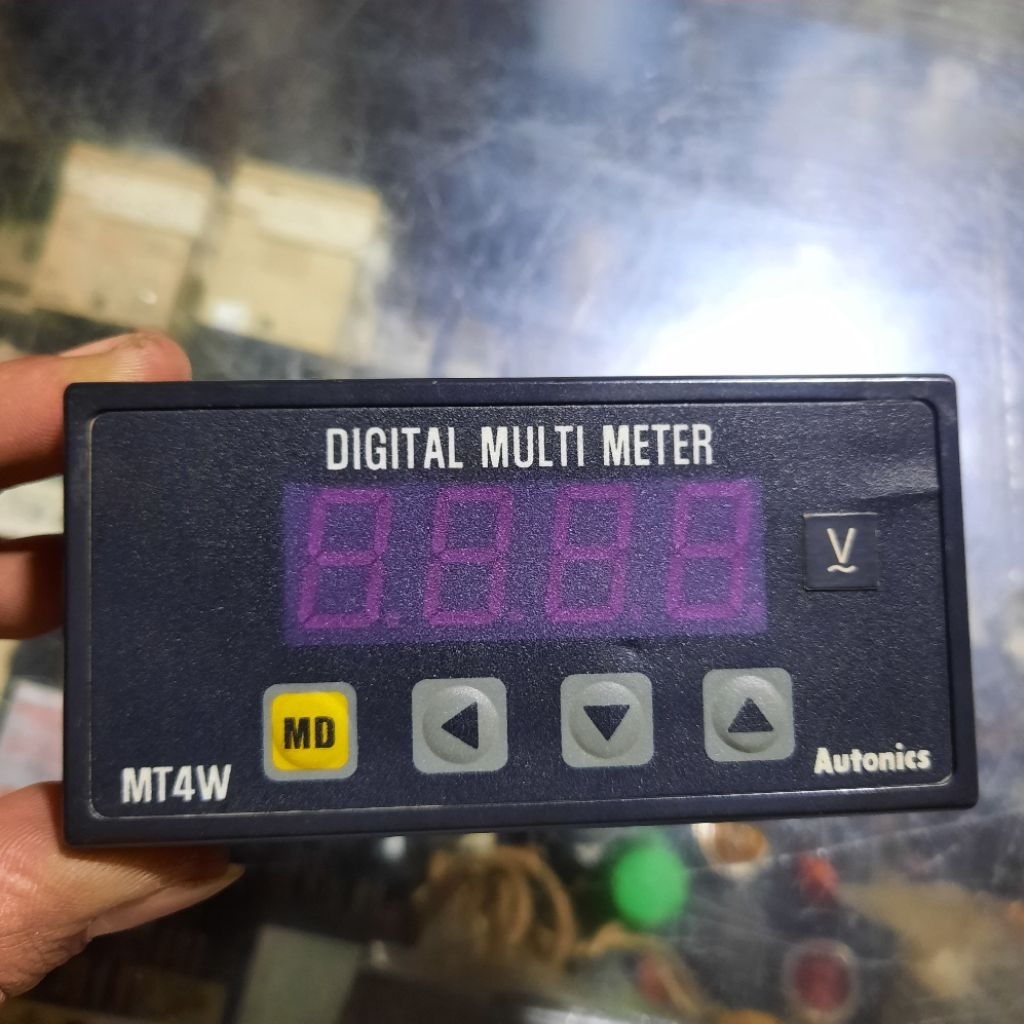 DIGITAL MULTI METER
V
MD
MT4W
Autonics